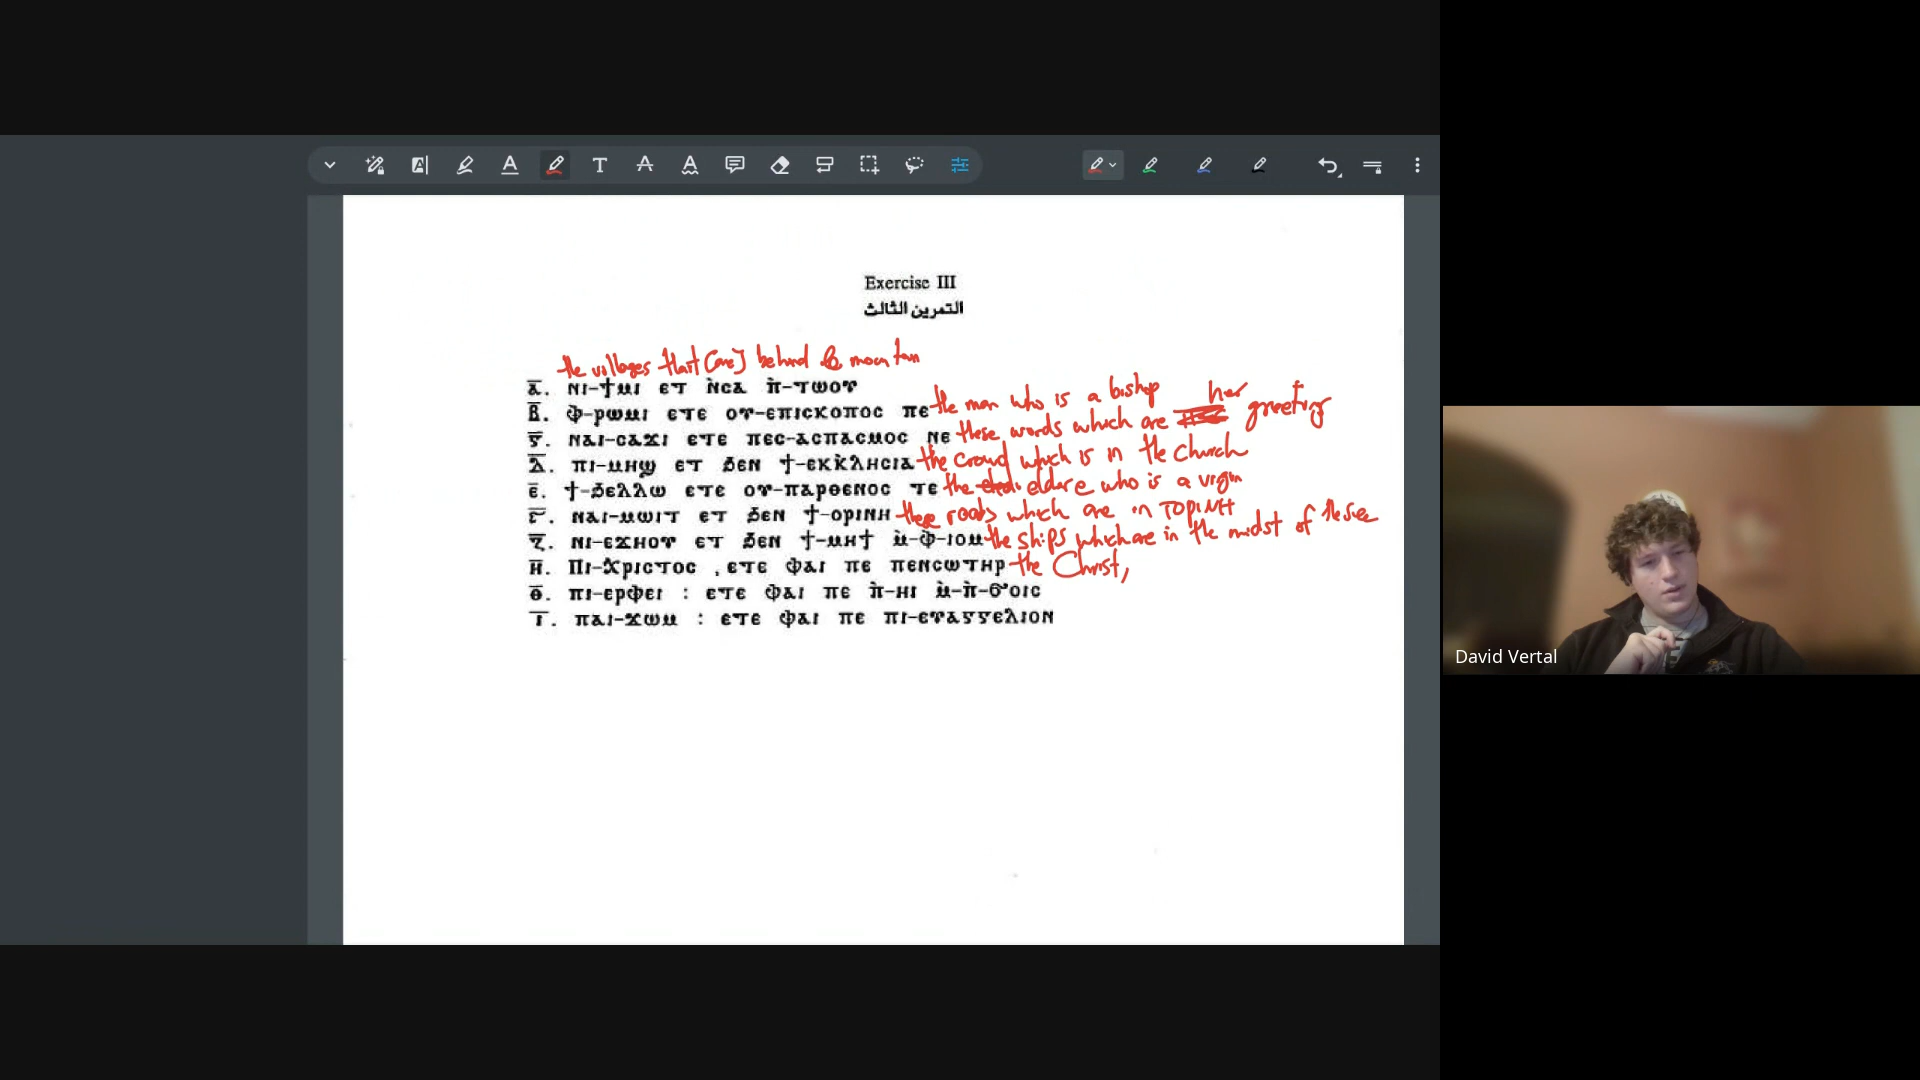 Exercise III
التمرين الثالث
the villages that [are] behind the mountain
ⲁ̅. ⲛⲓ-ϯⲙⲓ ⲉⲧ ⲛ̀ⲥⲁ ⲡ̀-ⲧⲱⲟⲩ
ⲃ̅. ⲫ̀-ⲣⲱⲙⲓ ⲉⲧⲉ ⲟⲩ-ⲉⲡⲓⲥⲕⲟⲡⲟⲥ ⲡⲉ the man who is a bishop
ⲅ̅. ⲛⲁⲓ-ⲥⲁϫⲓ ⲉⲧⲉ ⲡⲉⲥ-ⲁⲥⲡⲁⲥⲙⲟⲥ ⲛⲉ these words which are her greeting
ⲇ̅. ⲡⲓ-ⲙⲏϣ ⲉⲧ ϧⲉⲛ ϯ-ⲉⲕⲕ̀ⲗⲏⲥⲓⲁ the crowd which is in the church
ⲉ̅. ϯ-ϧⲉⲗⲗⲱ ⲉⲧⲉ ⲟⲩ-ⲡⲁⲣⲑⲉⲛⲟⲥ ⲧⲉ the who is a virgin
ⲋ̅. ⲛⲁⲓ-ⲙⲱⲓⲧ ⲉⲧ ϧⲉⲛ ϯ-ⲟⲣⲓⲛⲏ these roads which are in
ⲍ̅. ⲛⲓ-ⲉϫⲏⲟⲩ ⲉⲧ ϧⲉⲛ ϯ-ⲙⲏϯ ⲙ̀-ⲫ̀-ⲓⲟⲙ the ships which are in the midst of the sea
ⲏ̅. Ⲡⲓ-Ⲭ̀ⲣⲓⲥⲧⲟⲥ , ⲉⲧⲉ ⲫⲁⲓ ⲡⲉ ⲡⲉⲛⲥⲱⲧⲏⲣ the Christ,
ⲑ̅. ⲡⲓ-ⲉⲣⲫⲉⲓ : ⲉⲧⲉ ⲫⲁⲓ ⲡⲉ ⲡ̀-ⲏⲓ ⲙ̀-ⲡ̀-ϭⲟⲓⲥ
ⲓ̅. ⲡⲁⲓ-ϫⲱⲙ : ⲉⲧⲉ ⲫⲁⲓ ⲡⲉ ⲡⲓ-ⲉⲩⲁⲅⲅⲉⲗⲓⲟⲛ
David Vertal